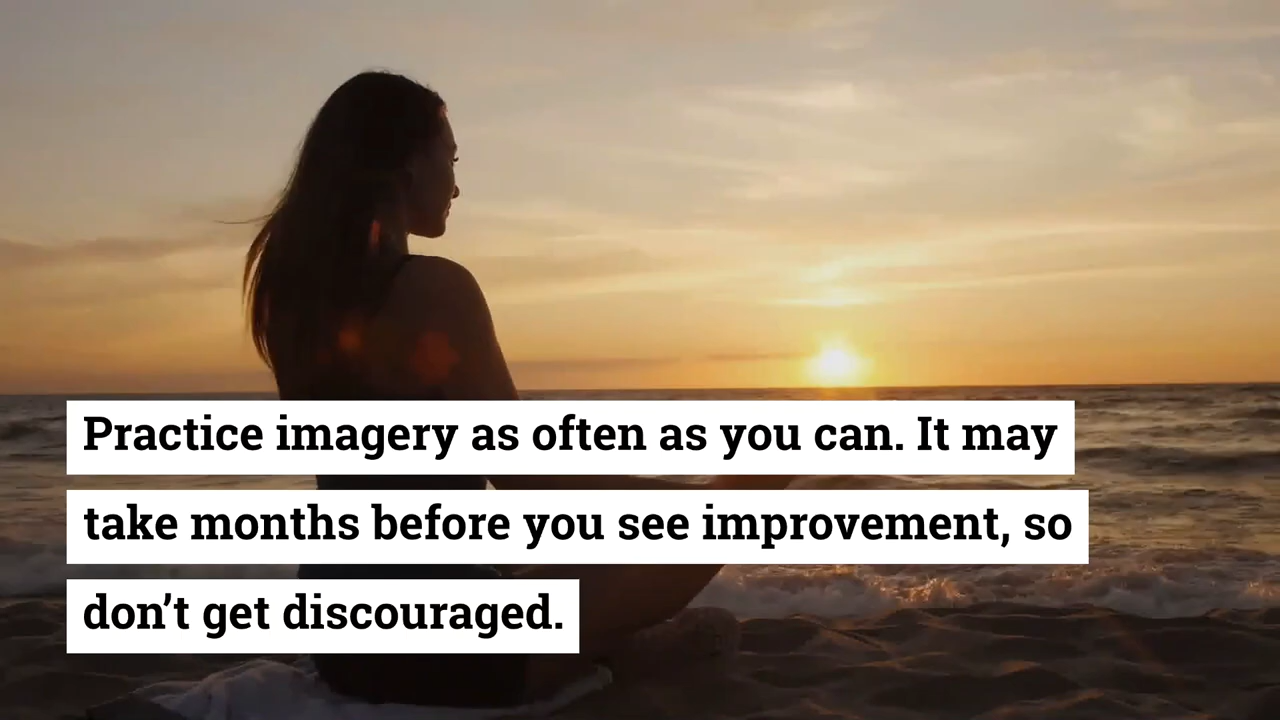 Practice imagery as often as you can. It may
take months before you see improvement, so
don’t get discouraged.